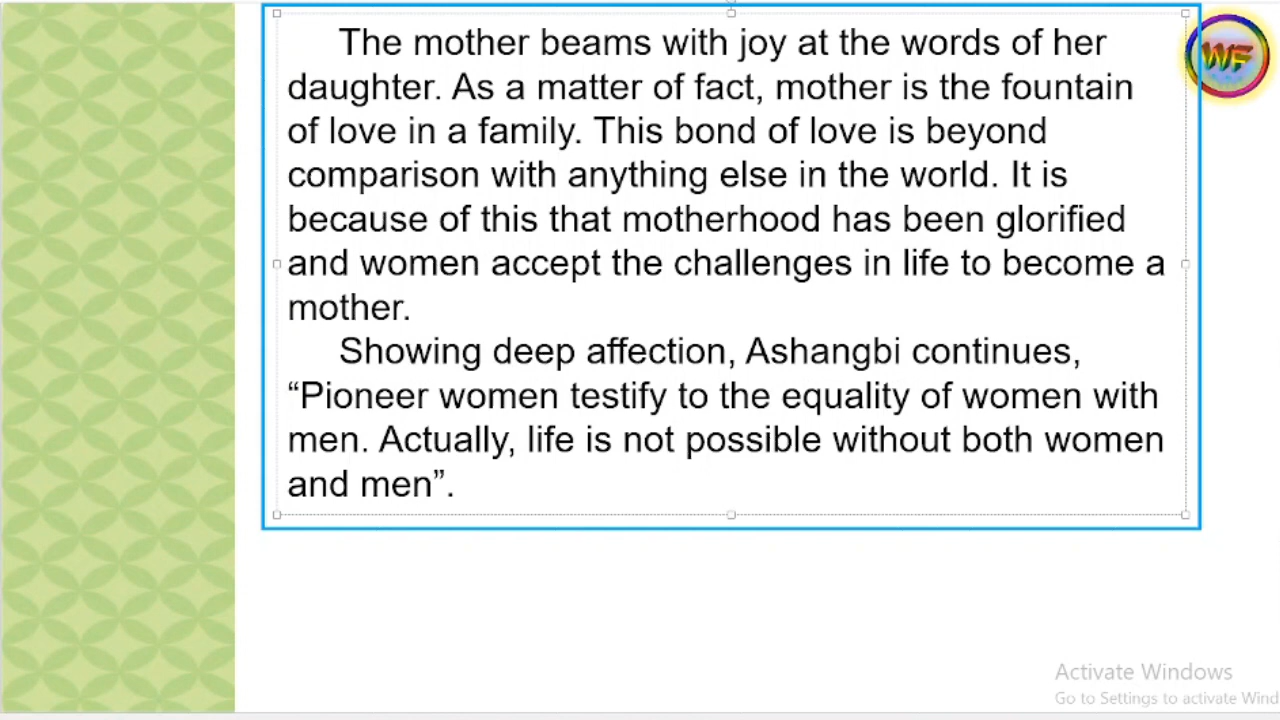 The mother beams with joy at the words of her
daughter. As a matter of fact, mother is the fountain
of love in a family. This bond of love is beyond
comparison with anything else in the world. It is
because of this that motherhood has been glorified
and women accept the challenges in life to become a
mother.
Showing deep affection, Ashangbi continues,
“Pioneer women testify to the equality of women with
men. Actually, life is not possible without both women
and men”.
WF
Activate Windows
Go to Settings to activate Wind